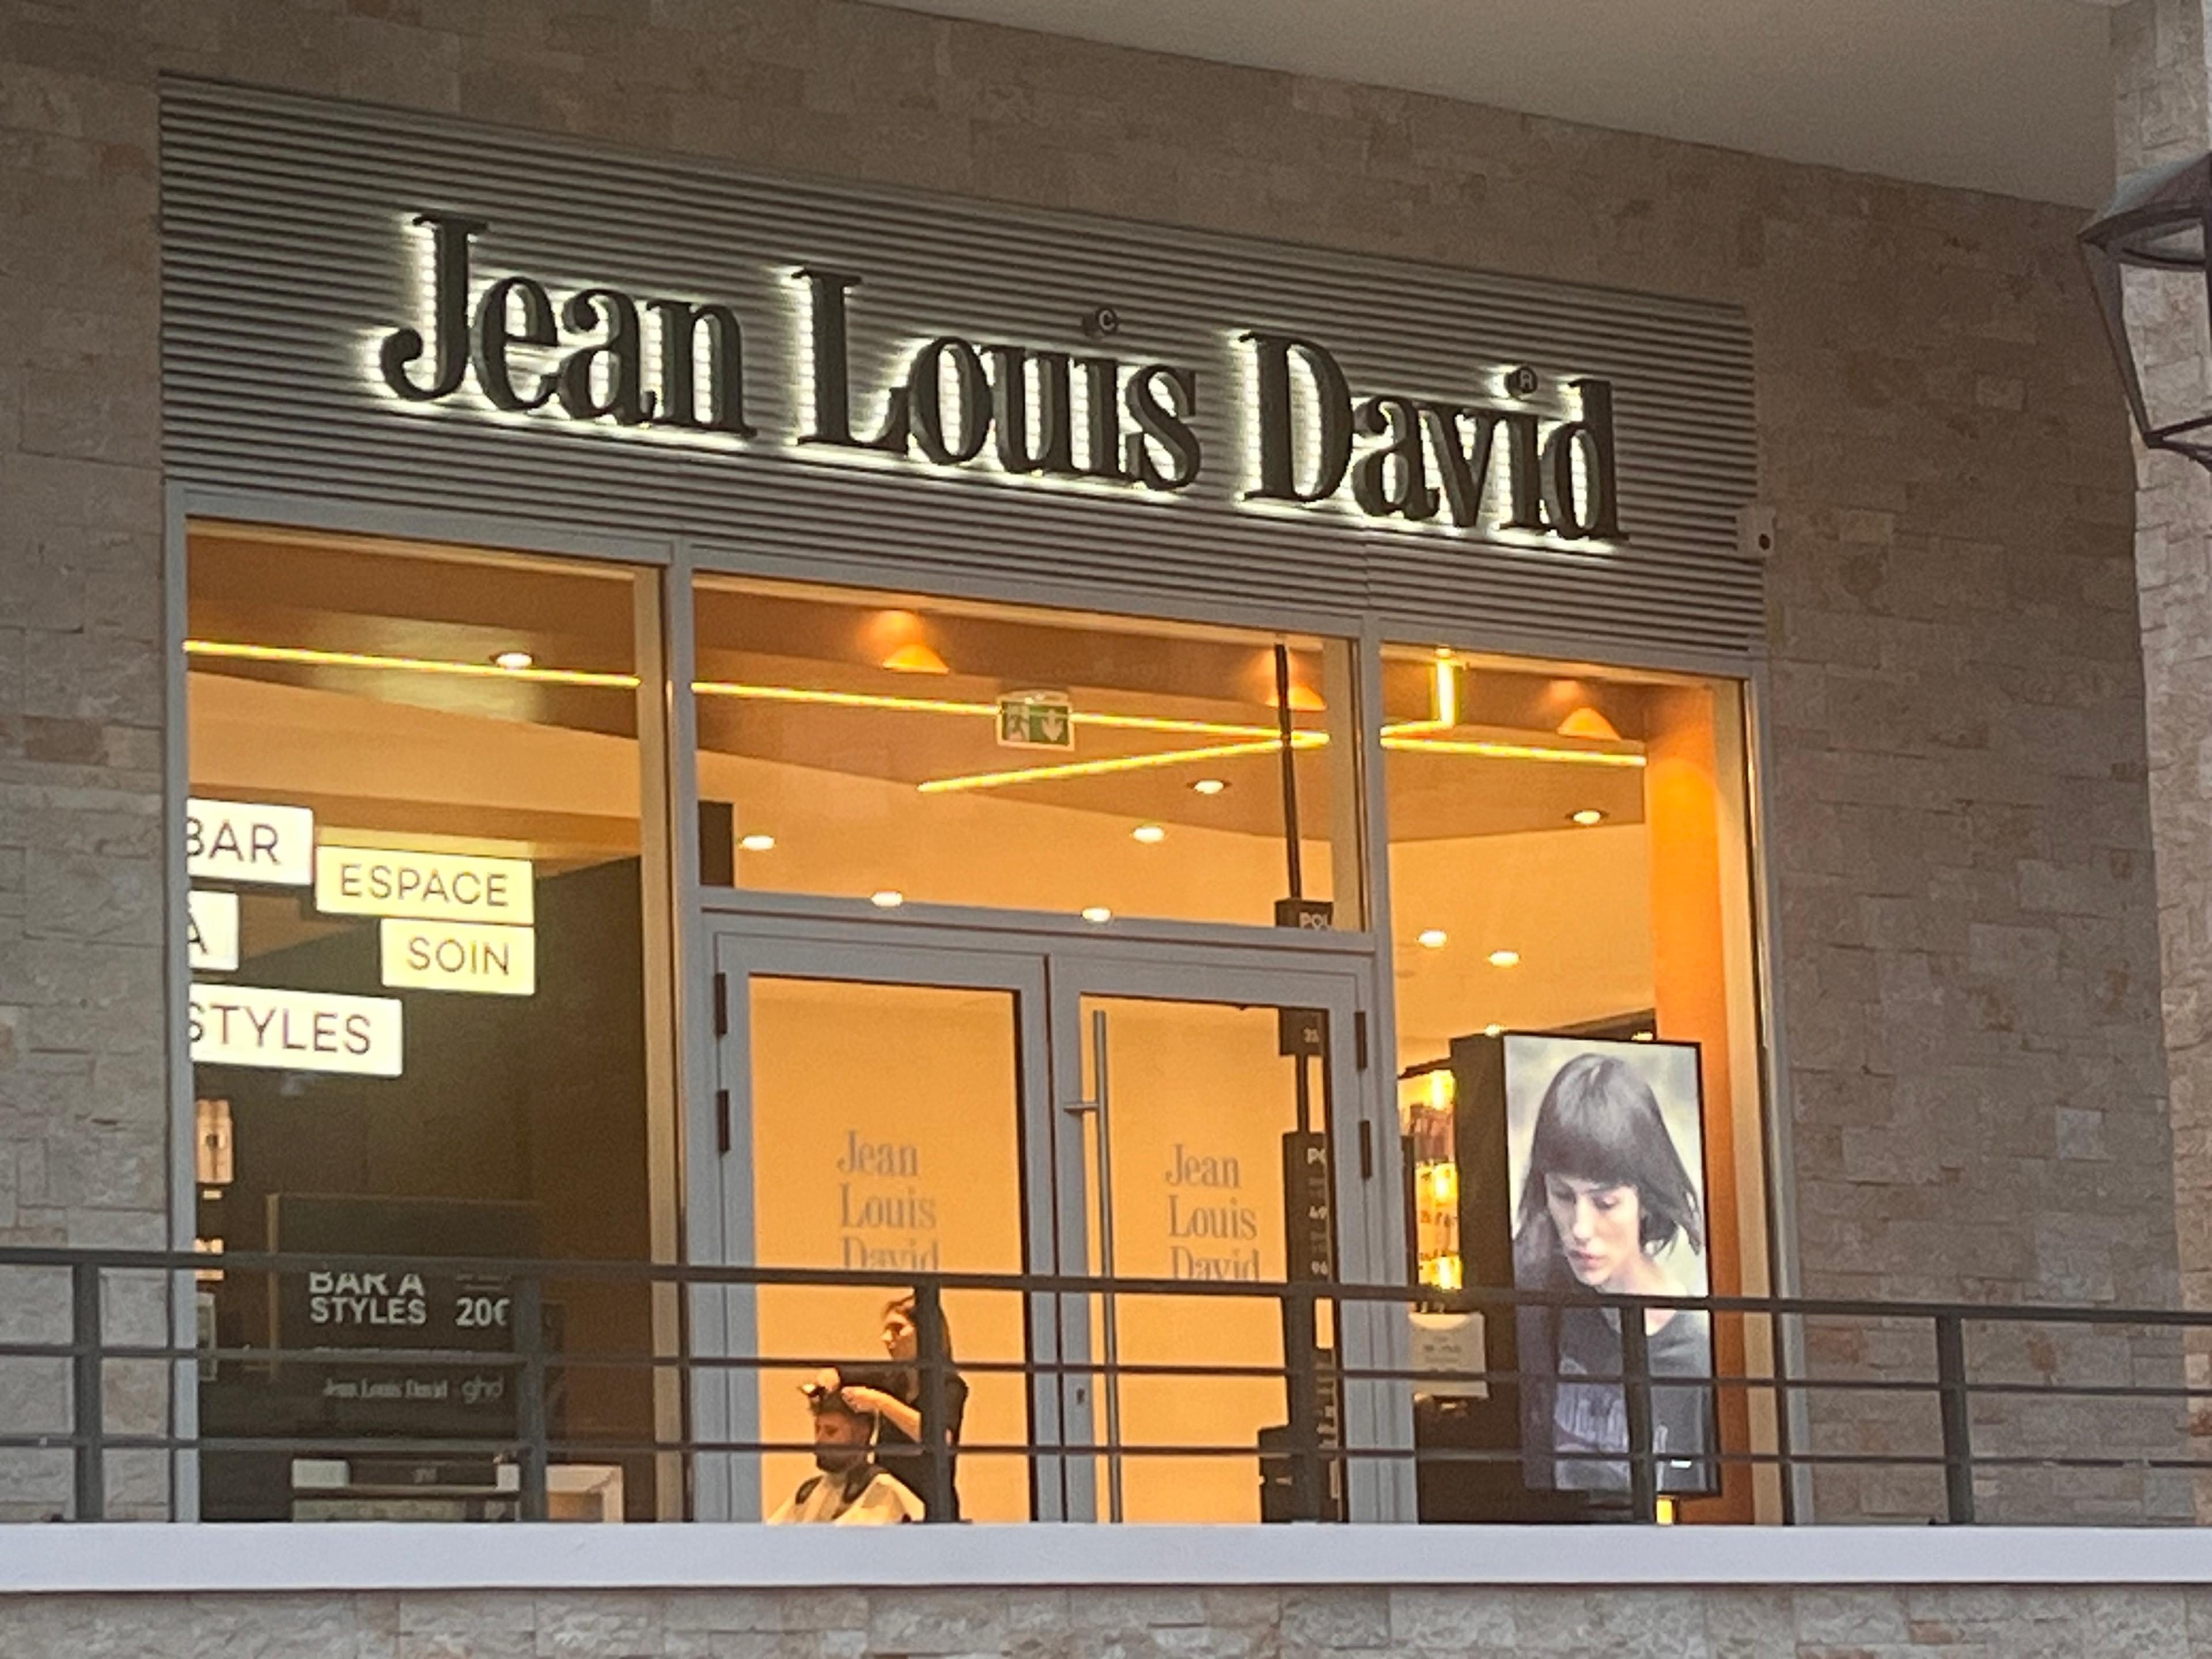 Jean Louis David
BAR
ESPACE
A
SOIN
STYLES
Jean
Louis
David
Jean
Louis
David
BAR A
STYLES
20€
Jean Louis David ghd